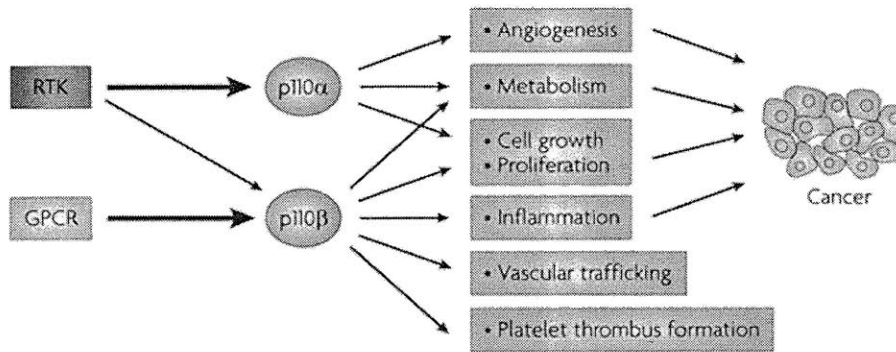 • Angiogenesis
RTK
p110α
• Metabolism
• Cell growth
• Proliferation
Cancer
GPCR
p110β
• Inflammation
• Vascular trafficking
• Platelet thrombus formation